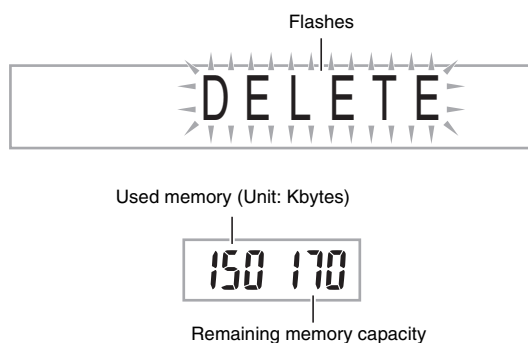 Flashes
DELETE
Used memory (Unit: Kbytes)
150 170
Remaining memory capacity